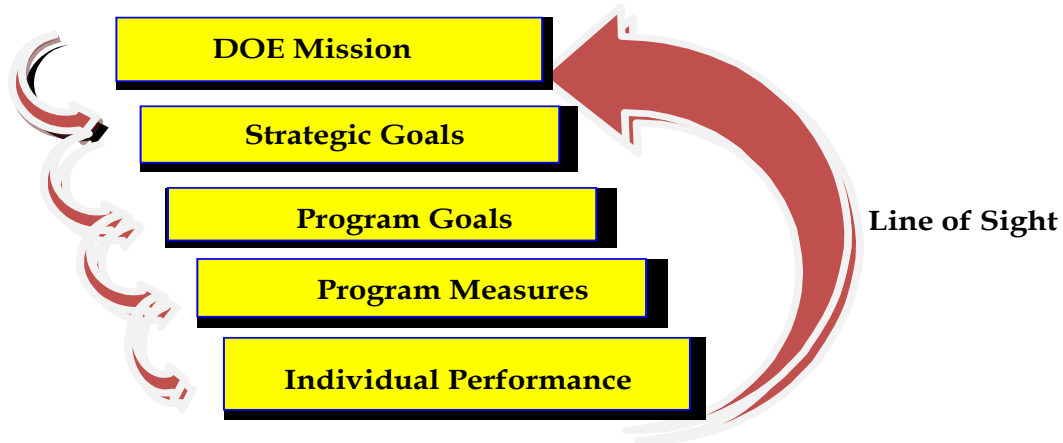 DOE Mission
Strategic Goals
Program Goals
Line of Sight
Program Measures
Individual Performance